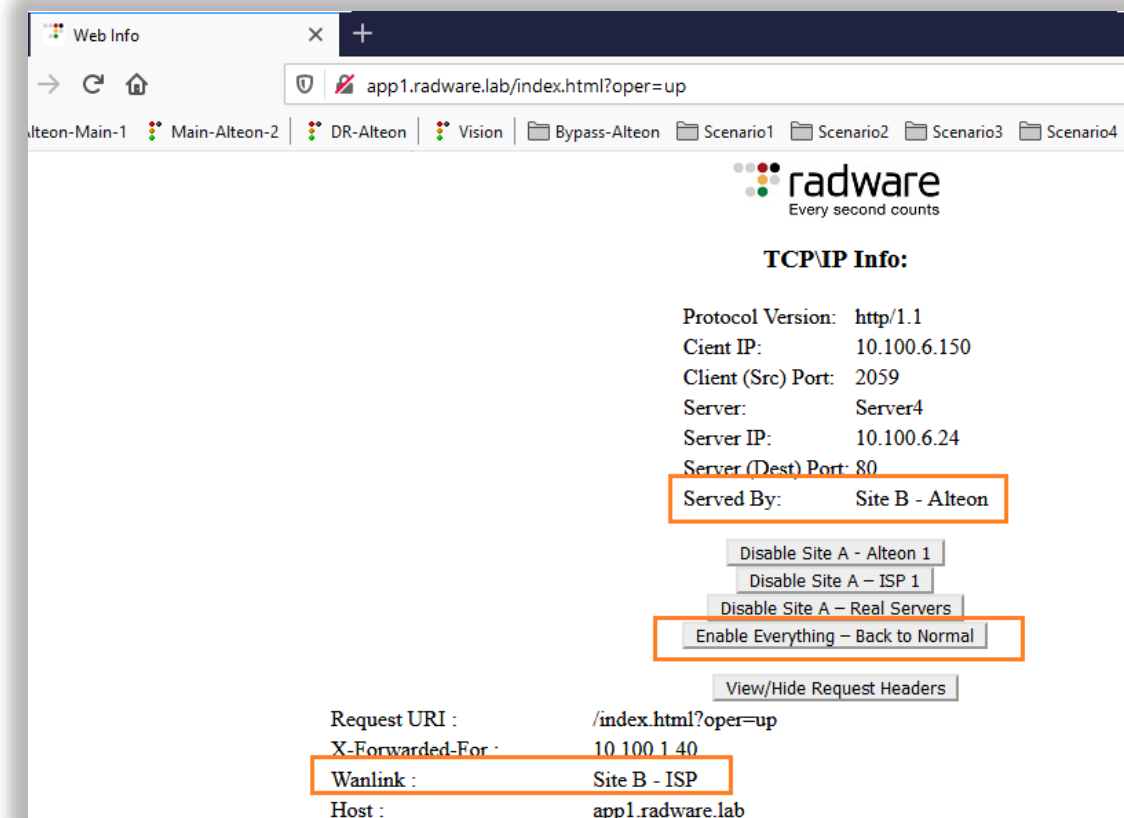 Web Info
app1.radware.lab/index.html?oper=up
Alteon-Main-1 Main-Alteon-2 DR-Alteon Vision Bypass-Alteon Scenario1 Scenario2 Scenario3 Scenario4
radware
Every second counts
TCP\IP Info:
Protocol Version: http/1.1
Cient IP: 10.100.6.150
Client (Src) Port: 2059
Server: Server4
Server IP: 10.100.6.24
Server (Dest) Port: 80
Served By: Site B - Alteon
Disable Site A - Alteon 1
Disable Site A – ISP 1
Disable Site A – Real Servers
Enable Everything – Back to Normal
View/Hide Request Headers
Request URI : /index.html?oper=up
X-Forwarded-For : 10.100.1.40
Wanlink : Site B - ISP
Host : app1.radware.lab